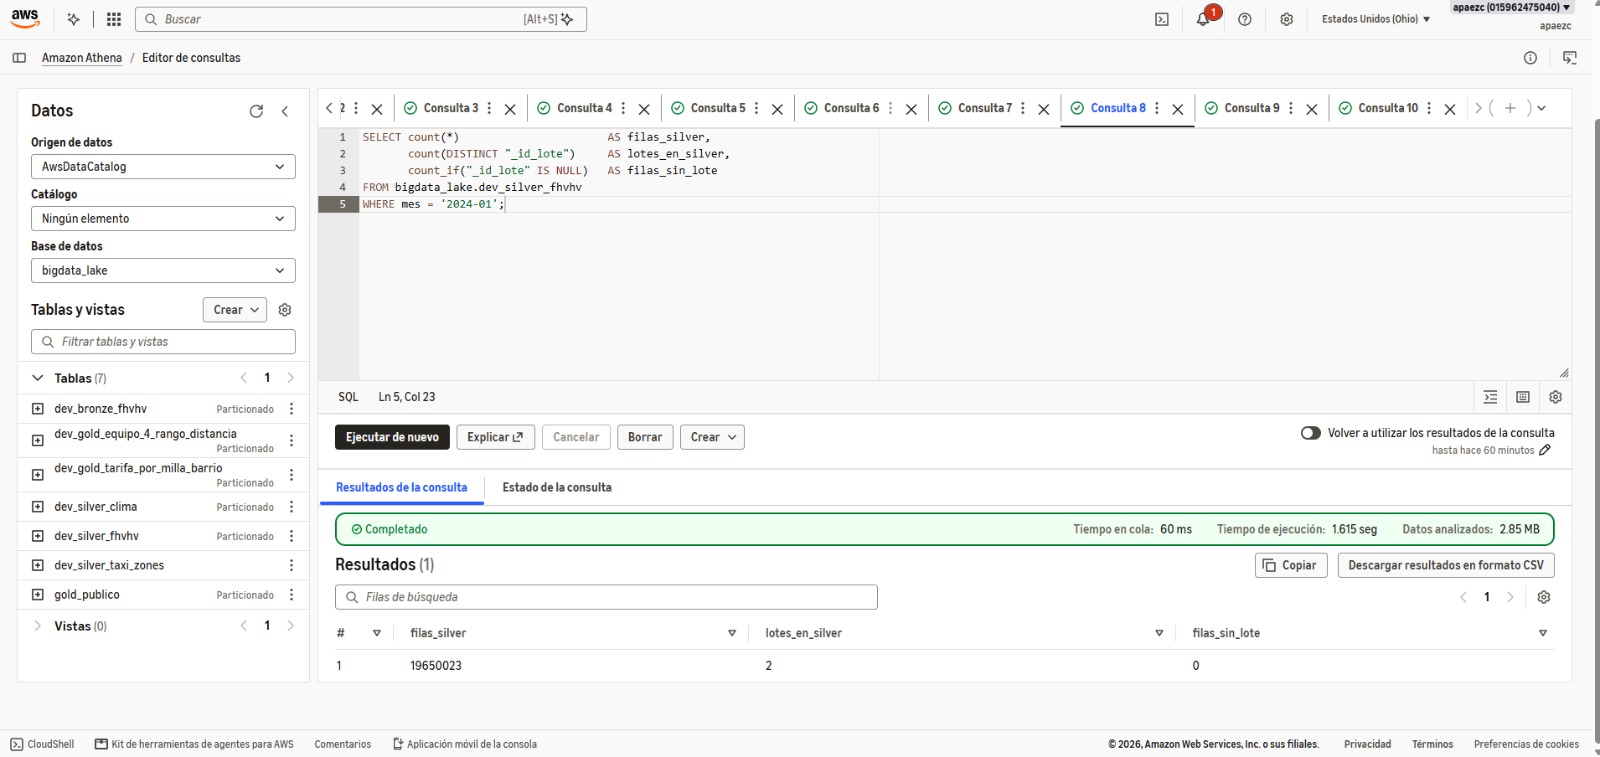 aws
Buscar
[Alt+S]
1
Estados Unidos (Ohio)
apaezc (015962475040)
apaezc
Amazon Athena / Editor de consultas
Datos
Origen de datos
AwsDataCatalog
Catálogo
Ningún elemento
Base de datos
bigdata_lake
Tablas y vistas
Crear
Filtrar tablas y vistas
Tablas (7)
1
dev_bronze_fhvhv
Particionado
dev_gold_equipo_4_rango_distancia
Particionado
dev_gold_tarifa_por_milla_barrio
Particionado
dev_silver_clima
Particionado
dev_silver_fhvhv
Particionado
dev_silver_taxi_zones
gold_publico
Particionado
Vistas (0)
1
2
Consulta 3
Consulta 4
Consulta 5
Consulta 6
Consulta 7
Consulta 8
Consulta 9
Consulta 10
1 SELECT count(*) AS filas_silver,
2 count(DISTINCT "_id_lote") AS lotes_en_silver,
3 count_if("_id_lote" IS NULL) AS filas_sin_lote
4 FROM bigdata_lake.dev_silver_fhvhv
5 WHERE mes = '2024-01';
SQL Ln 5, Col 23
Ejecutar de nuevo
Explicar
Cancelar
Borrar
Crear
Volver a utilizar los resultados de la consulta
hasta hace 60 minutos
Resultados de la consulta
Estado de la consulta
Completado
Tiempo en cola: 60 ms
Tiempo de ejecución: 1.615 seg
Datos analizados: 2.85 MB
Resultados (1)
Copiar
Descargar resultados en formato CSV
Filas de búsqueda
1
# filas_silver lotes_en_silver filas_sin_lote
1 19650023 2 0
CloudShell
Kit de herramientas de agentes para AWS
Comentarios
Aplicación móvil de la consola
© 2026, Amazon Web Services, Inc. o sus filiales.
Privacidad
Términos
Preferencias de cookies